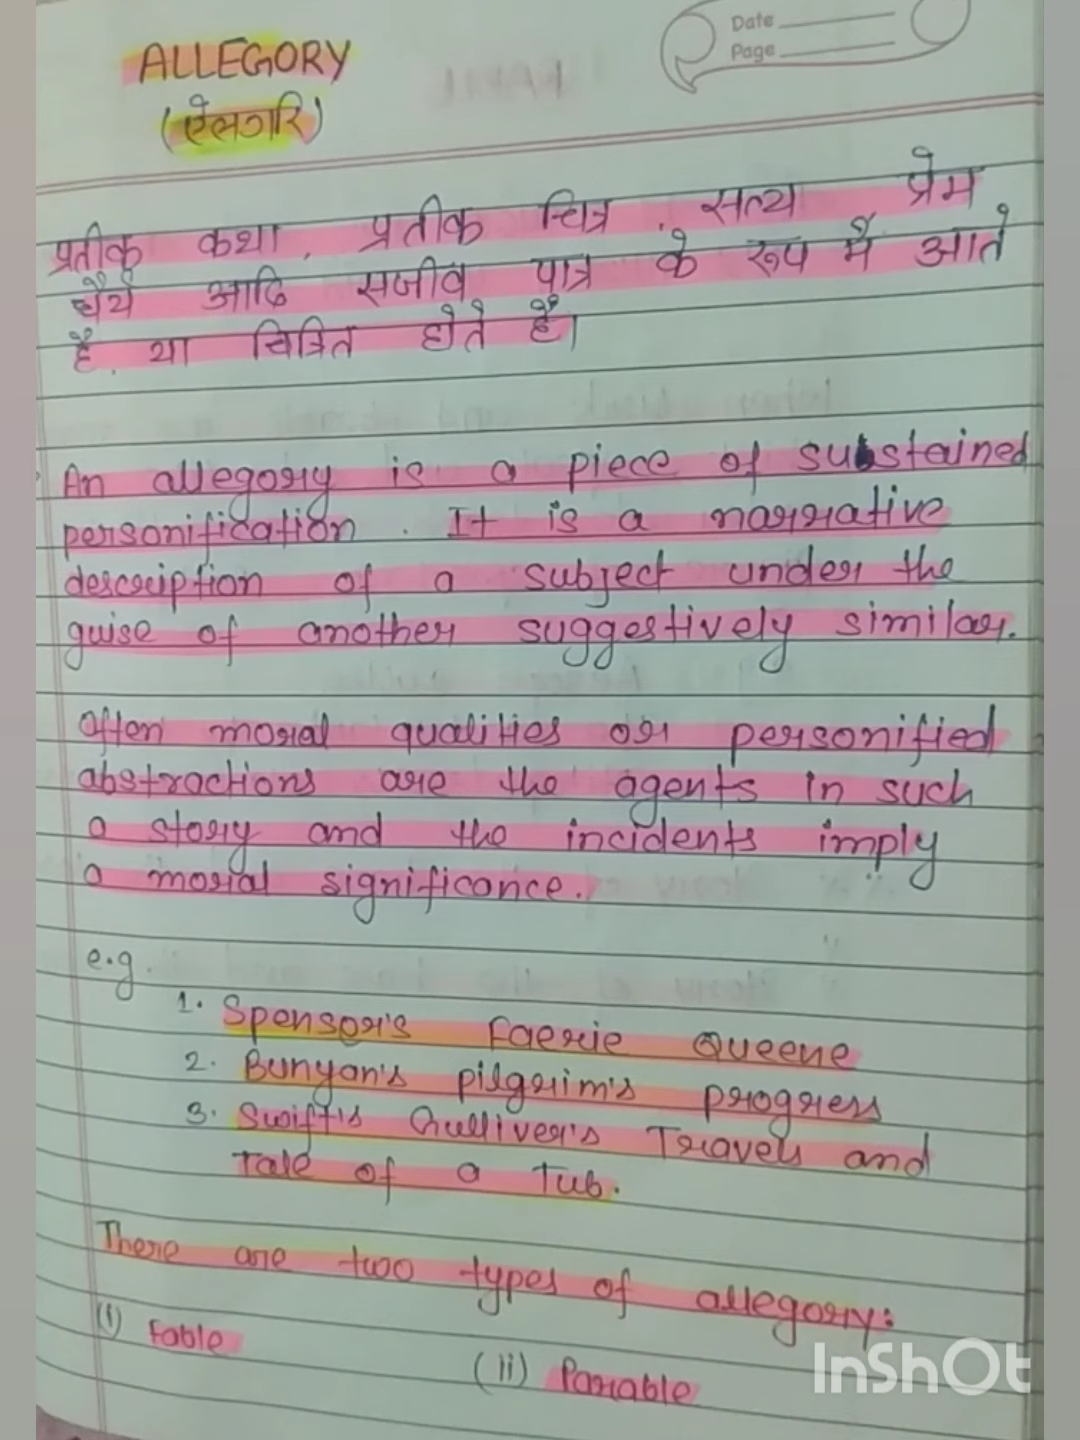 Date
Page
ALLEGORY
(ऐलगरि)
प्रतीक कथा, प्रतीक चित्र, सत्य प्रेम
धैर्य आदि सजीव पात्र के रूप में आते
हैं, या चित्रित होते हैं।
An allegory is a piece of sustained
personification. It is a narrative
description of a subject under the
guise of another suggestively similar.
Often moral qualities or personified
abstractions are the agents in such
a story and the incidents imply
a moral significance.
e.g.
1. Spenser's Faerie Queene
2. Bunyan's pilgrim's progress
3. Swift's Gulliver's Travels and
Tale of a Tub.
There are two types of allegory:
(i) Fable
(ii) Parable
InShOt